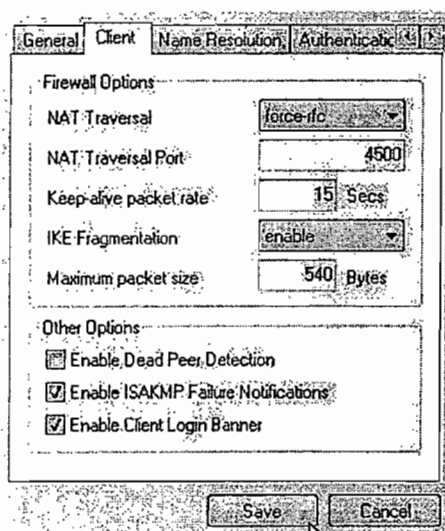 General Client Name Resolution Authenticatic
Firewall Options
NAT Traversal force-rfc
NAT Traversal Port 4500
Keep-alive packet rate 15 Secs
IKE Fragmentation enable
Maximum packet size 540 Bytes
Other Options
Enable Dead Peer Detection
Enable ISAKMP Failure Notifications
Enable Client Login Banner
Save Cancel